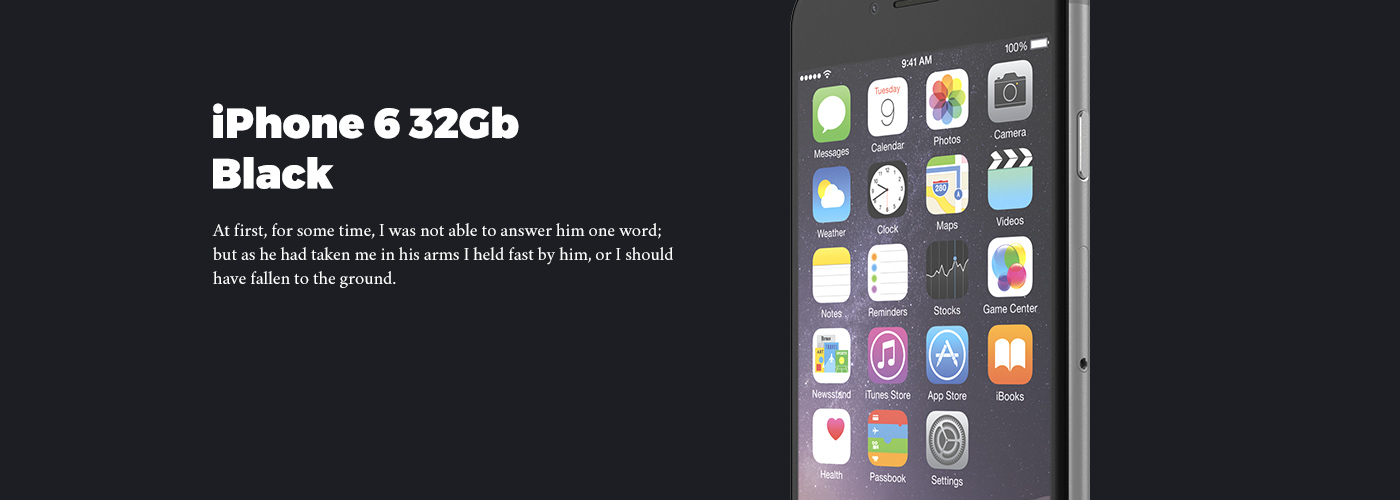 iPhone 6 32Gb
Black
At first, for some time, I was not able to answer him one word;
but as he had taken me in his arms I held fast by him, or I should
have fallen to the ground.
9:41 AM
100%
Tuesday
9
Messages
Calendar
Photos
Camera
280
Weather
Clock
Maps
Videos
Notes
Reminders
Stocks
Game Center
Newsstand
iTunes Store
App Store
iBooks
Health
Passbook
Settings